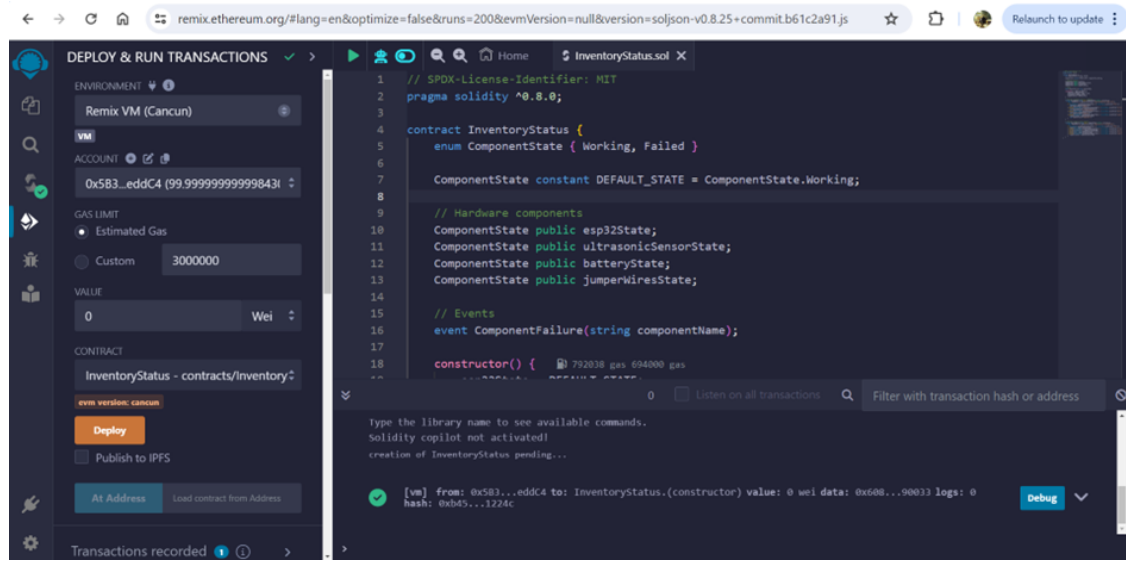 remix.ethereum.org/#lang=en&optimize=false&runs=200&evmVersion=null&version=soljson-v0.8.25+commit.b61c2a91.js
Relaunch to update
DEPLOY & RUN TRANSACTIONS
ENVIRONMENT
Remix VM (Cancun)
VM
ACCOUNT
0x5B3...eddC4 (99.9999999999843
GAS LIMIT
Estimated Gas
Custom 3000000
VALUE
0 Wei
CONTRACT
InventoryStatus - contracts/Inventory
evm version: cancun
Deploy
Publish to IPFS
At Address Load contract from Address
Transactions recorded 1
Home InventoryStatus.sol
1 // SPDX-License-Identifier: MIT
2 pragma solidity ^0.8.0;
3
4 contract InventoryStatus {
5 enum ComponentState { Working, Failed }
6
7 ComponentState constant DEFAULT_STATE = ComponentState.Working;
8
9 // Hardware components
10 ComponentState public esp32State;
11 ComponentState public ultrasonicSensorState;
12 ComponentState public batteryState;
13 ComponentState public jumperWiresState;
14
15 // Events
16 event ComponentFailure(string componentName);
17
18 constructor() { 792038 gas 694000 gas
0 Listen on all transactions Filter with transaction hash or address
Type the library name to see available commands.
Solidity copilot not activated!
creation of InventoryStatus pending...
[vm] from: 0x5B3...eddC4 to: InventoryStatus.(constructor) value: 0 wei data: 0x608...90033 logs: 0
hash: 0xb45...1224c
Debug